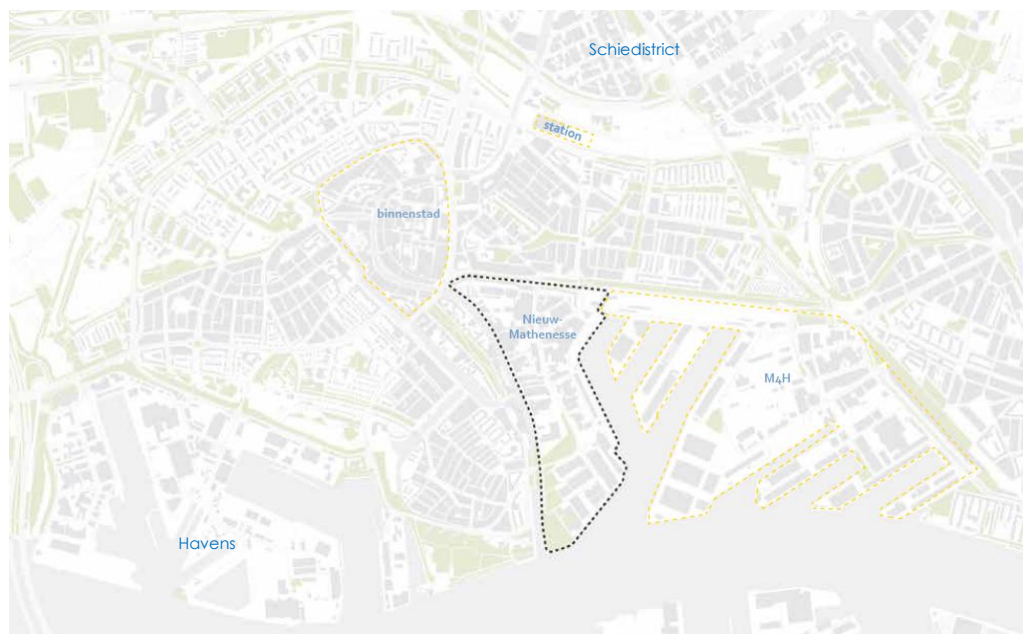 Schiedistrict
station
binnenstad
Nieuw-
Mathenesse
M4H
Havens